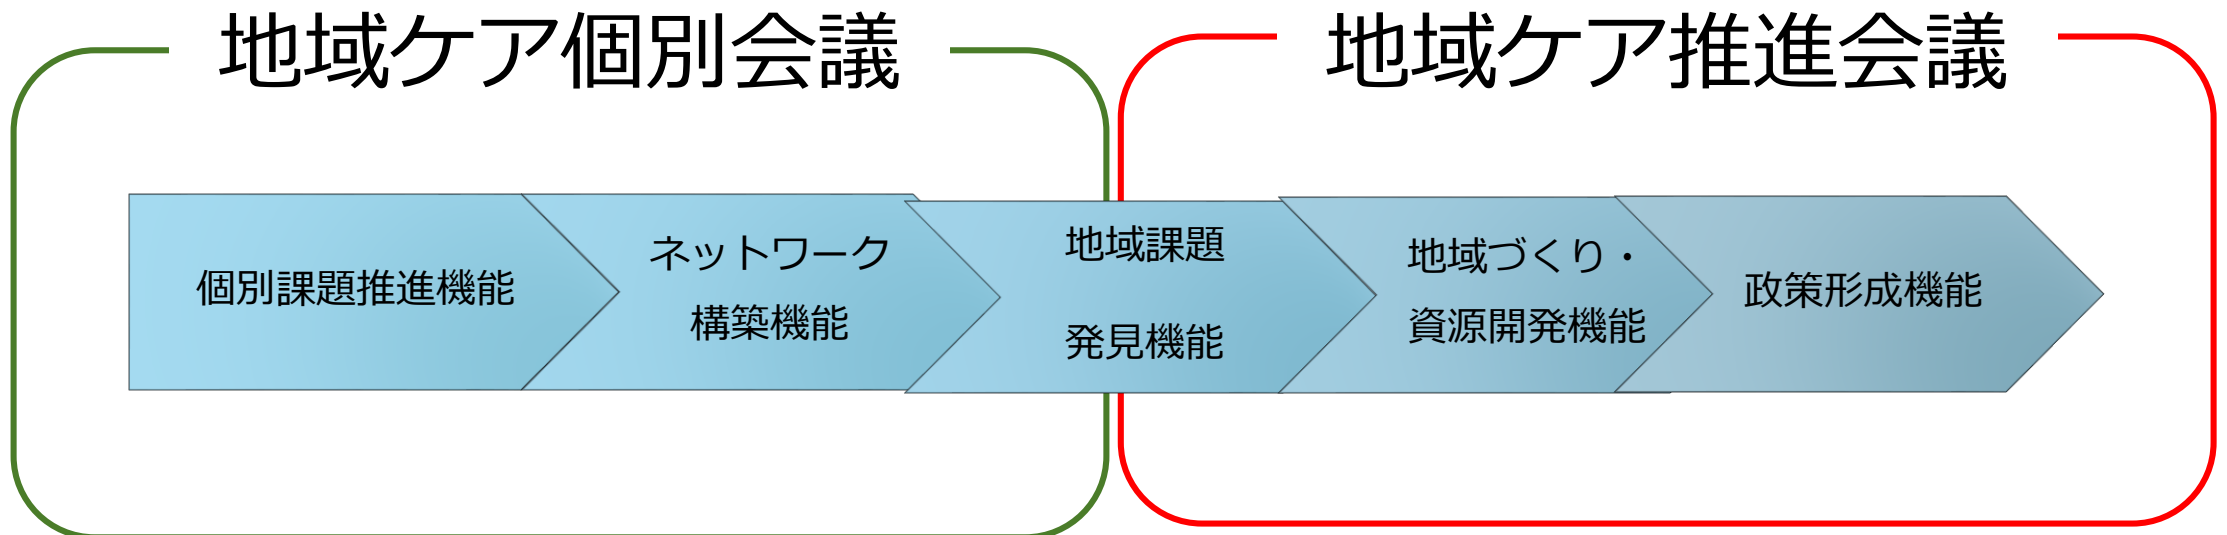 地域ケア個別会議
地域ケア推進会議
個別課題推進機能
ネットワーク
構築機能
地域課題
発見機能
地域づくり・
資源開発機能
政策形成機能